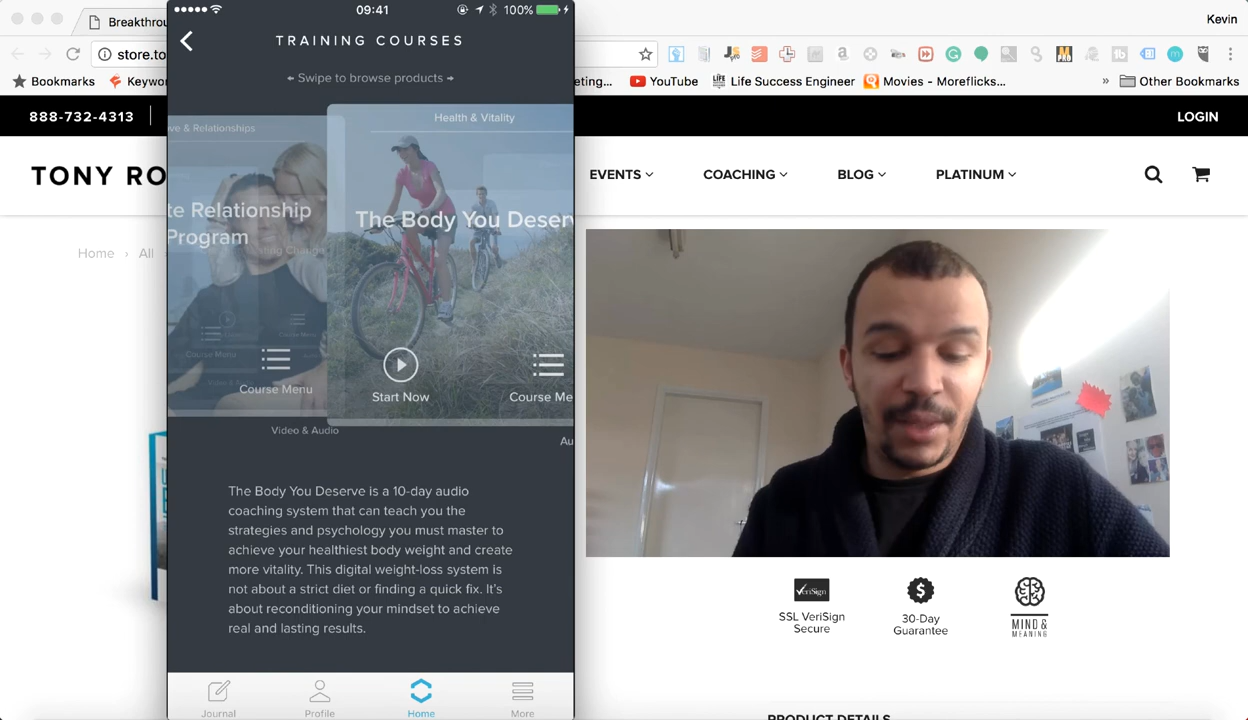 Breakthrou
09:41
100%
Kevin
TRAINING COURSES
store.to
Swipe to browse products
Bookmarks
Keywor
eting...
YouTube
LIFE
Life Success Engineer
Movies - Moreflicks...
»
Other Bookmarks
888-732-4313
LOGIN
ve & Relationships
Health & Vitality
TONY RO
EVENTS
COACHING
BLOG
PLATINUM
te Relationship
Program
The Body You Deserv
Home › All
Course Menu
Start Now
Course Me
Video & Audio
Au
The Body You Deserve is a 10-day audio
coaching system that can teach you the
strategies and psychology you must master to
achieve your healthiest body weight and create
more vitality. This digital weight-loss system is
not about a strict diet or finding a quick fix. It's
about reconditioning your mindset to achieve
real and lasting results.
VeriSign
SSL VeriSign
Secure
$
30-Day
Guarantee
MIND &
MEANING
Journal
Profile
Home
More
PRODUCT DETAILS